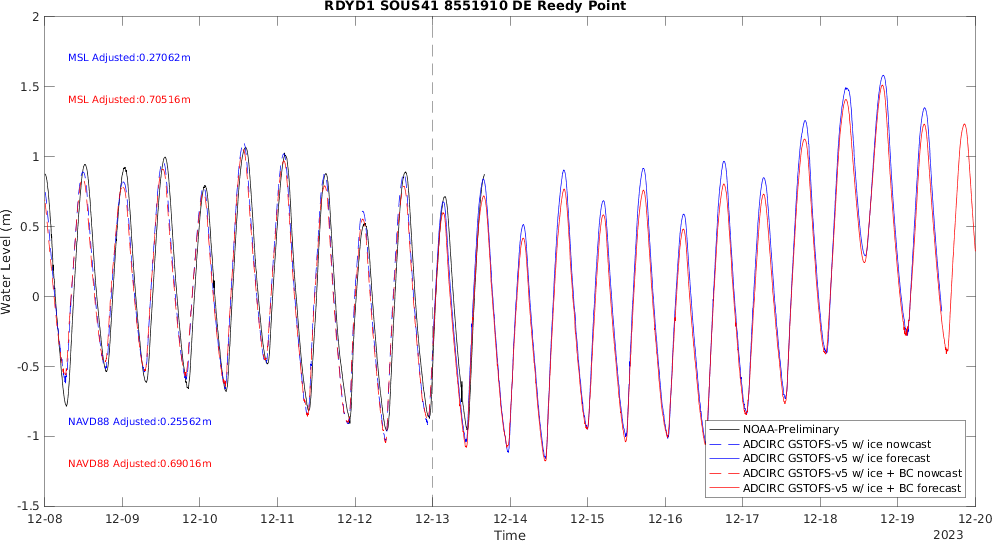 RDYD1 SOUS41 8551910 DE Reedy Point
2
1.5
1
0.5
0
-0.5
-1
-1.5
Water Level (m)
MSL Adjusted:0.27062m
MSL Adjusted:0.70516m
NAVD88 Adjusted:0.25562m
NAVD88 Adjusted:0.69016m
NOAA-Preliminary
ADCIRC GSTOFS-v5 w/ ice nowcast
ADCIRC GSTOFS-v5 w/ ice forecast
ADCIRC GSTOFS-v5 w/ ice + BC nowcast
ADCIRC GSTOFS-v5 w/ ice + BC forecast
12-08 12-09 12-10 12-11 12-12 12-13 12-14 12-15 12-16 12-17 12-18 12-19 12-20
Time
2023